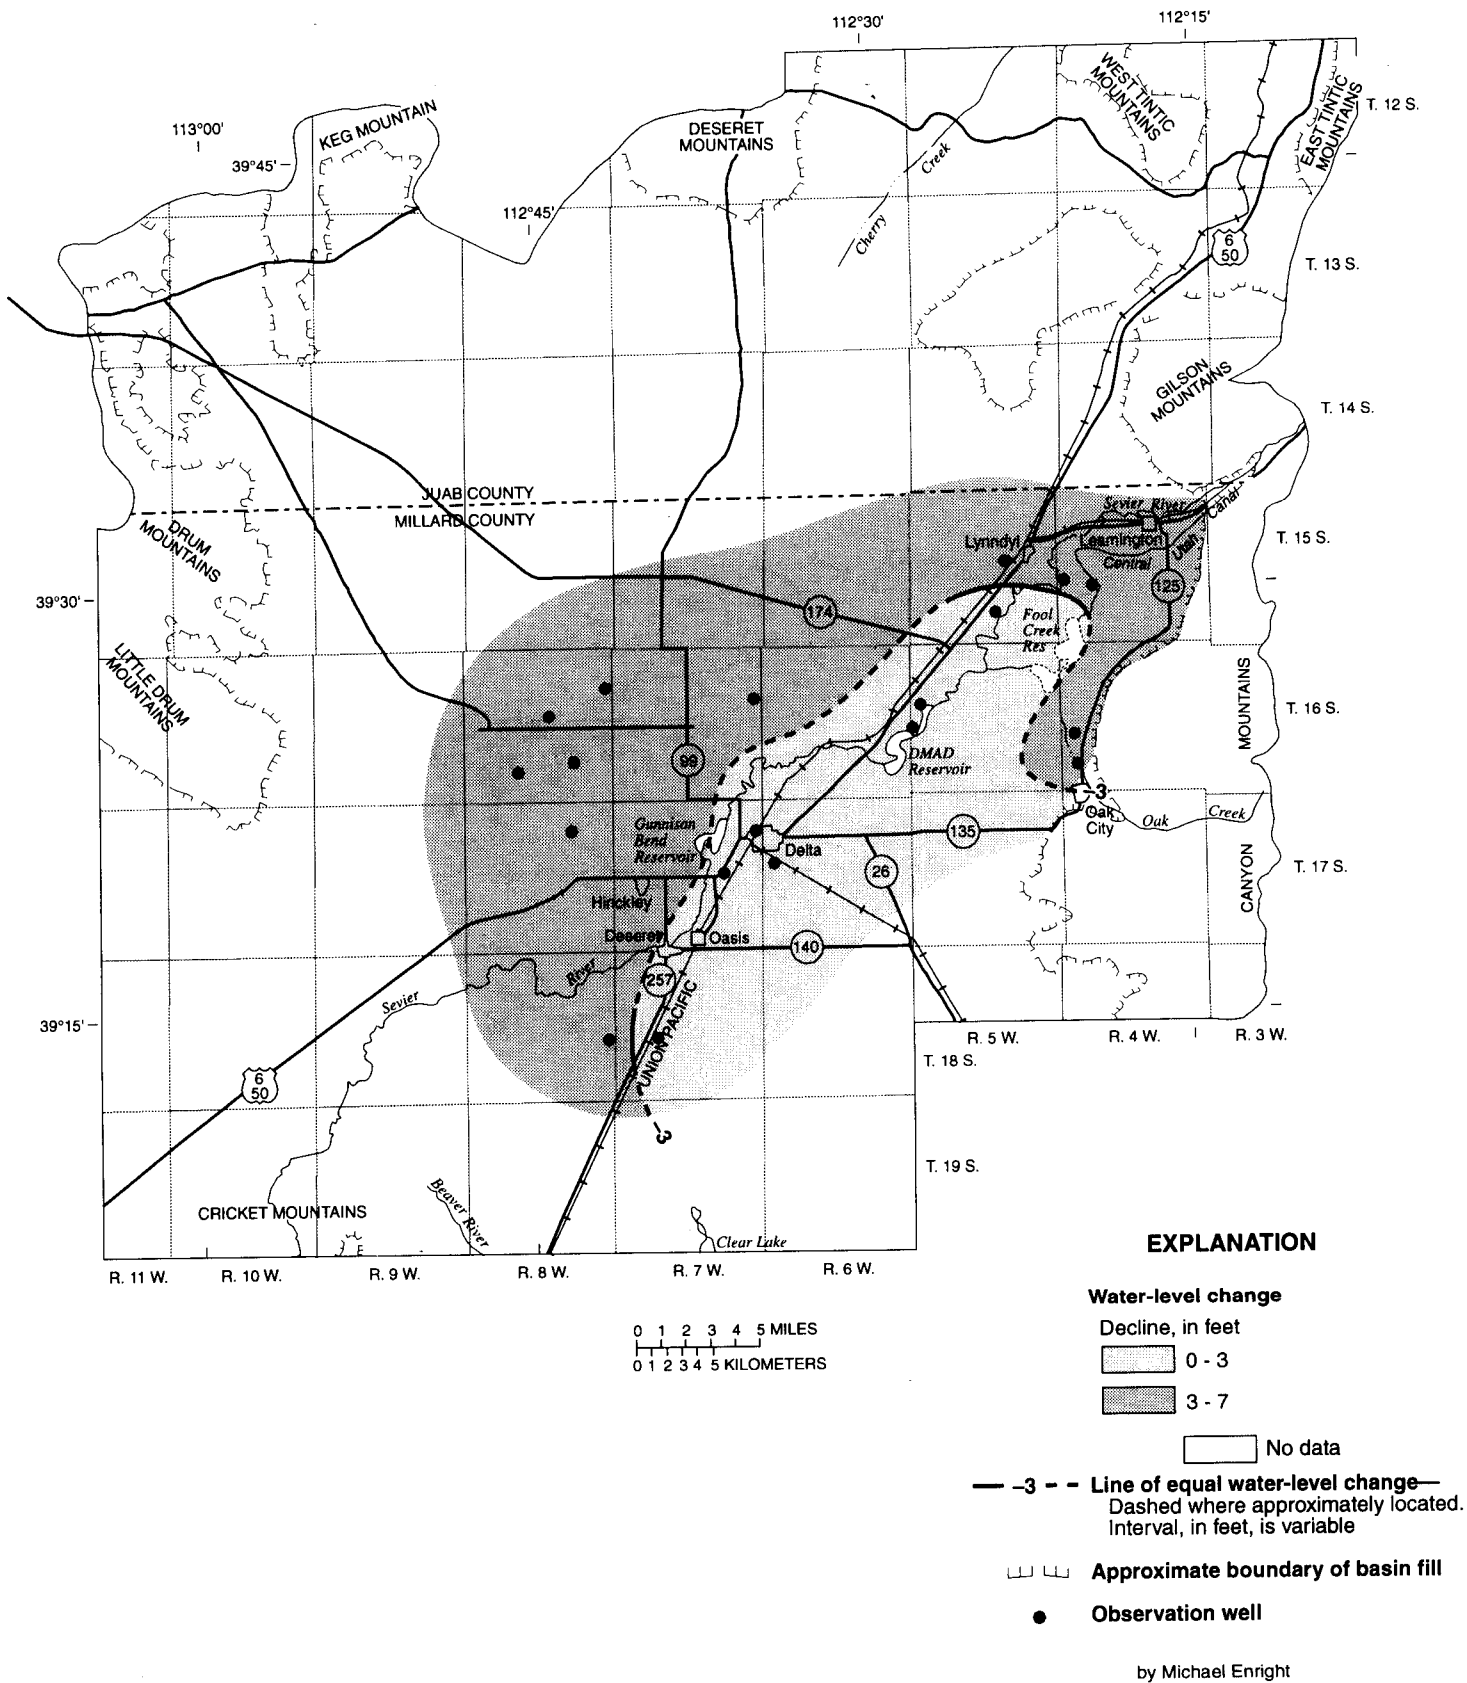 112°30'
112°15'
WEST TINTIC
MOUNTAINS
EAST TINTIC
MOUNTAINS
T. 12 S.
113°00'
KEG MOUNTAIN
39°45'
DESERET
MOUNTAINS
Creek
Cherry
112°45'
6
50
T. 13 S.
GILSON
MOUNTAINS
T. 14 S.
JUAB COUNTY
MILLARD COUNTY
Sevier River
Canal
DRUM
MOUNTAINS
Lynndyl
Leamington
Central
Utah
T. 15 S.
39°30'
174
125
Fool
Creek
Res
LITTLE DRUM
MOUNTAINS
MOUNTAINS
T. 16 S.
99
DMAD
Reservoir
-3
Oak
City
Oak
Creek
Gunnison
Bend
Reservoir
135
Delta
26
CANYON
T. 17 S.
Hinckley
Deseret
Oasis
140
Sevier
River
257
UNION PACIFIC
39°15'
R. 5 W.
R. 4 W.
R. 3 W.
T. 18 S.
6
50
3
T. 19 S.
CRICKET MOUNTAINS
Beaver River
Clear Lake
R. 11 W.
R. 10 W.
R. 9 W.
R. 8 W.
R. 7 W.
R. 6 W.
0 1 2 3 4 5 MILES
0 1 2 3 4 5 KILOMETERS
EXPLANATION
Water-level change
Decline, in feet
0 - 3
3 - 7
No data
–3 Line of equal water-level change—
Dashed where approximately located.
Interval, in feet, is variable
Approximate boundary of basin fill
Observation well
by Michael Enright